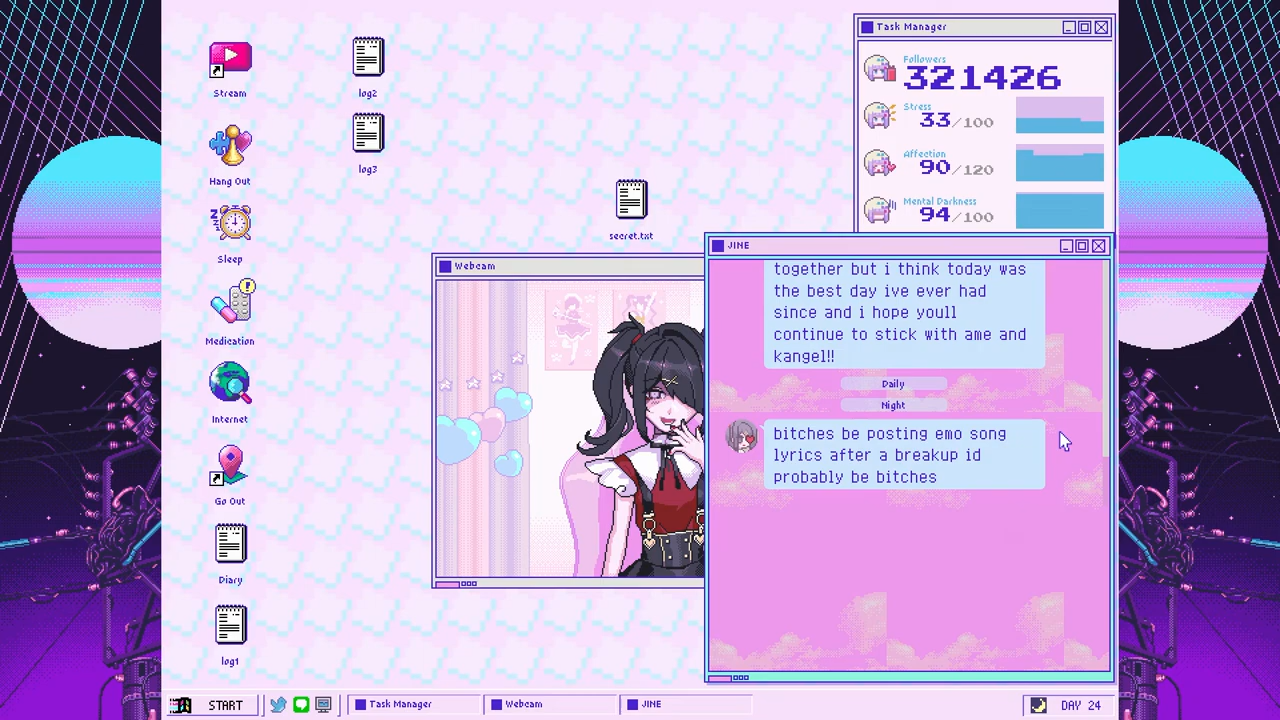 Task Manager
Followers
321426
Stress
33/100
Affection
90/120
Mental Darkness
94/100
Stream
log2
Hang Out
log3
Sleep
secret.txt
Medication
Internet
Go Out
Diary
log1
Webcam
JINE
together but i think today was
the best day ive ever had
since and i hope youll
continue to stick with ame and
kangel!!
Daily
Night
bitches be posting emo song
lyrics after a breakup id
probably be bitches
START
Task Manager
Webcam
JINE
DAY 24